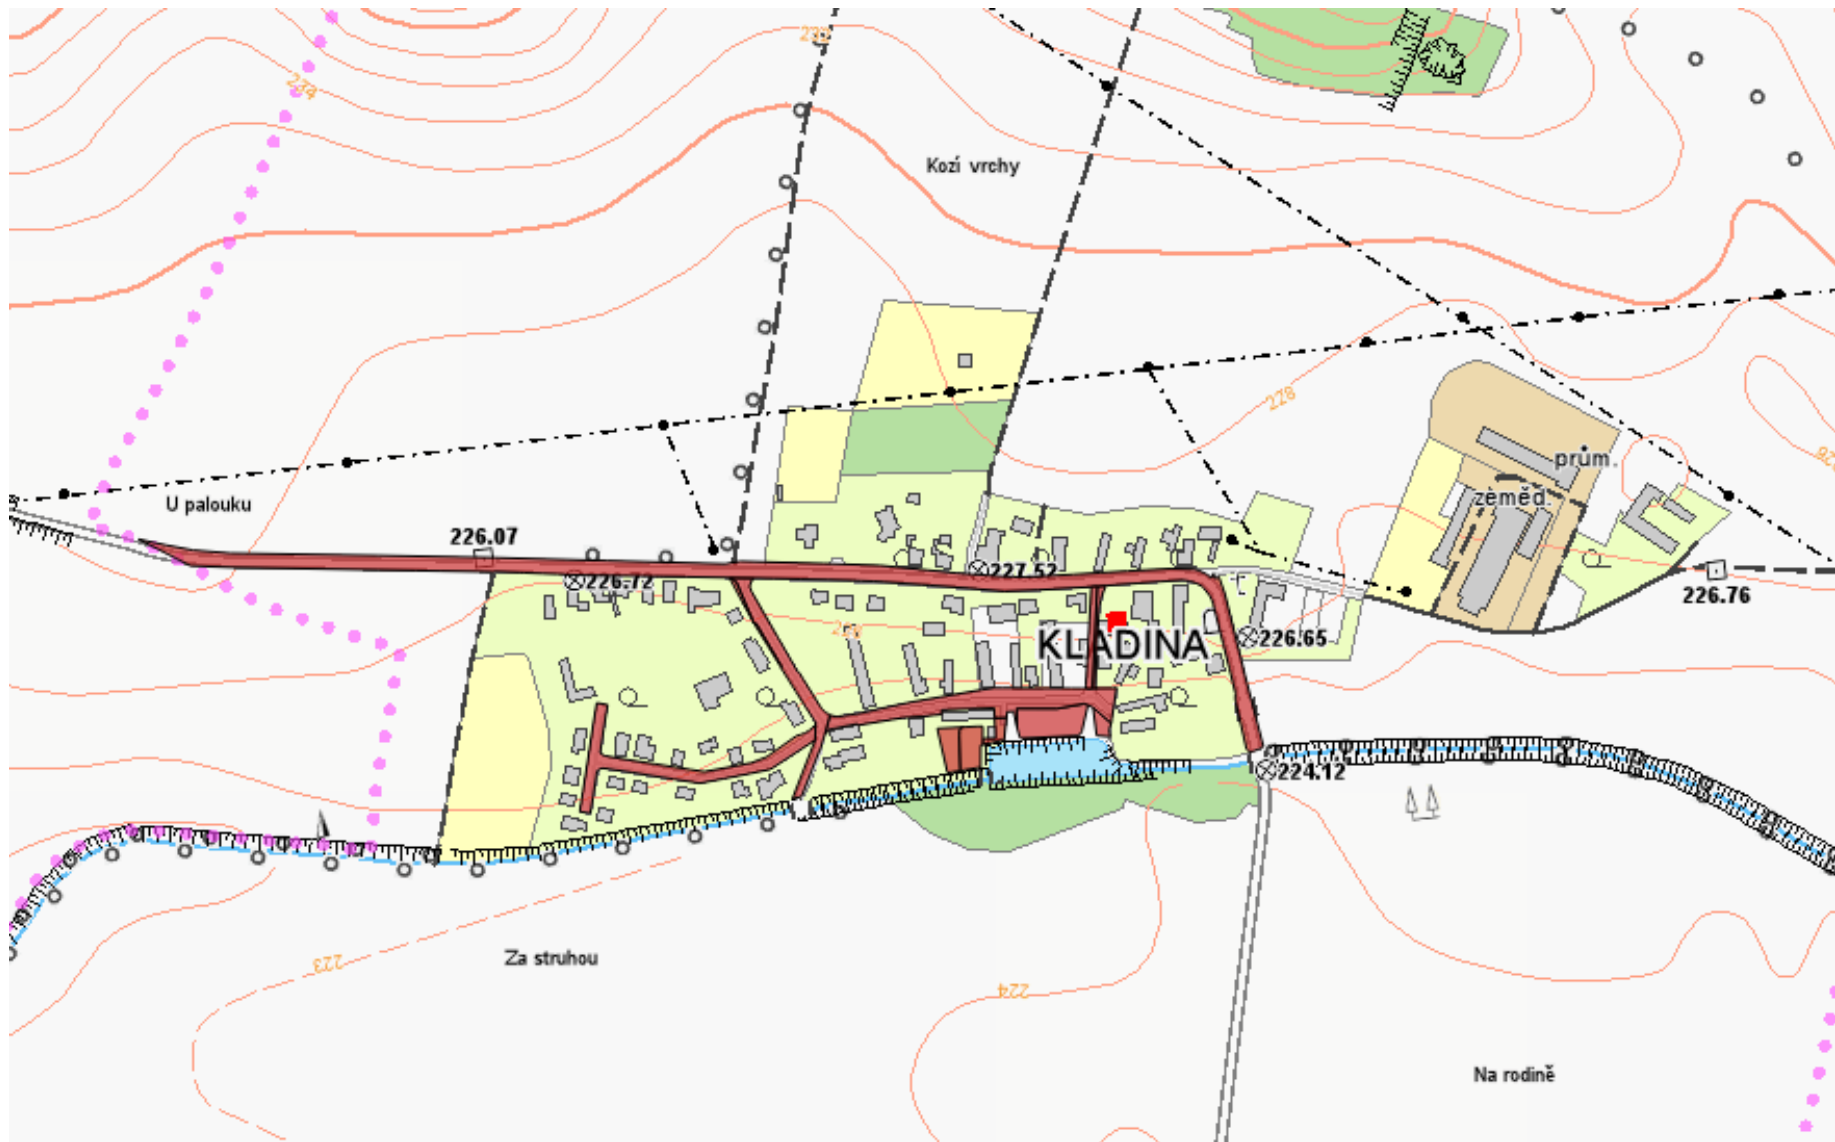 234
Kozí vrchy
228
prům.
zeměd.
U palouku
226.07
226.72
227.52
226.76
KLADINA
226.65
224.12
Za struhou
223
224
Na rodině